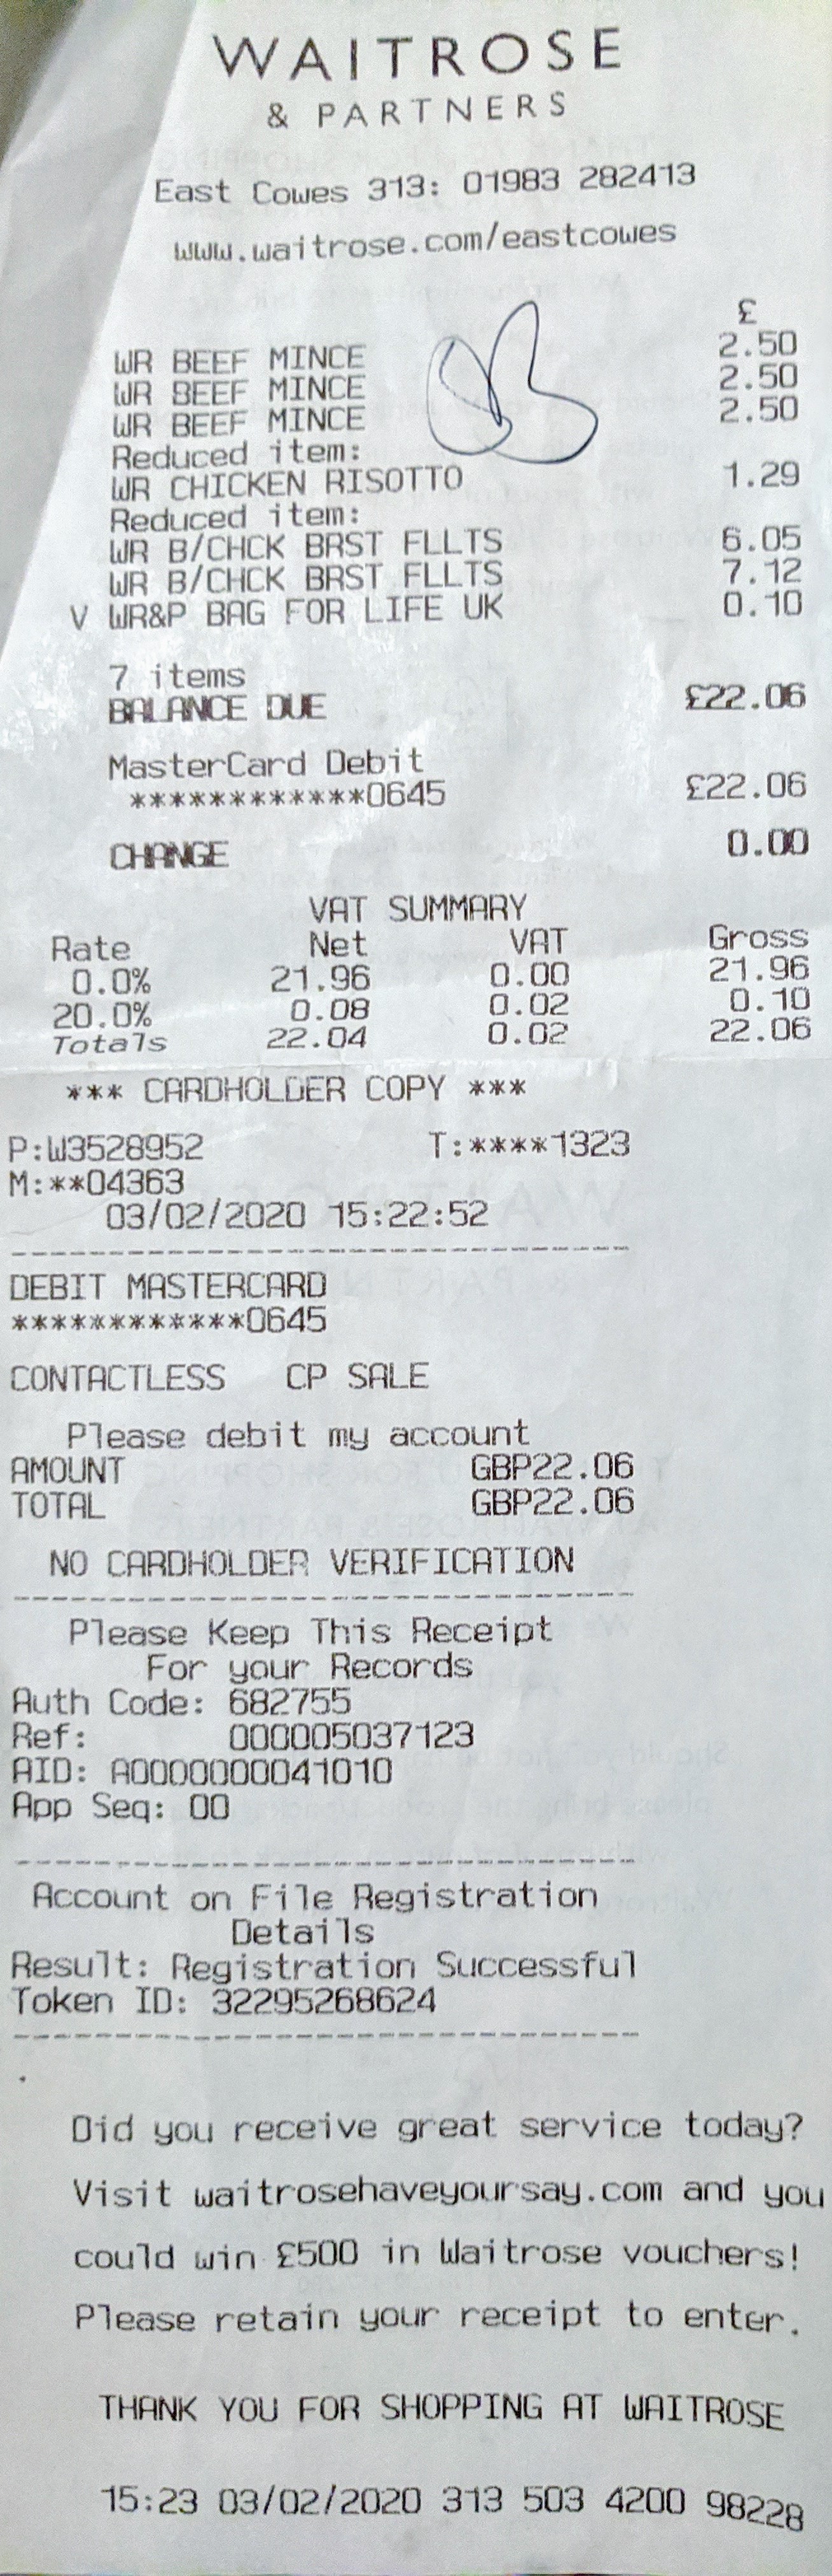 WAITROSE
& PARTNERS
East Cowes 313: 01983 282413
www.waitrose.com/eastcowes
£
WR BEEF MINCE 2.50
WR BEEF MINCE 2.50
WR BEEF MINCE 2.50
Reduced item:
WR CHICKEN RISOTTO 1.29
Reduced item:
WR B/CHCK BRST FLLTS 6.05
WR B/CHCK BRST FLLTS 7.12
V WR&P BAG FOR LIFE UK 0.10
7 items
BALANCE DUE £22.06
MasterCard Debit
************0645 £22.06
CHANGE 0.00
VAT SUMMARY
Rate Net VAT Gross
0.0% 21.96 0.00 21.96
20.0% 0.08 0.02 0.10
Totals 22.04 0.02 22.06
*** CARDHOLDER COPY ***
P:W3528952 T:****1323
M:**04363
03/02/2020 15:22:52
DEBIT MASTERCARD
************0645
CONTACTLESS CP SALE
Please debit my account
AMOUNT GBP22.06
TOTAL GBP22.06
NO CARDHOLDER VERIFICATION
Please Keep This Receipt
For your Records
Auth Code: 682755
Ref: 000005037123
AID: A0000000041010
App Seq: 00
Account on File Registration
Details
Result: Registration Successful
Token ID: 32295268624
Did you receive great service today?
Visit waitrosehaveyoursay.com and you
could win £500 in Waitrose vouchers!
Please retain your receipt to enter.
THANK YOU FOR SHOPPING AT WAITROSE
15:23 03/02/2020 313 503 4200 98228